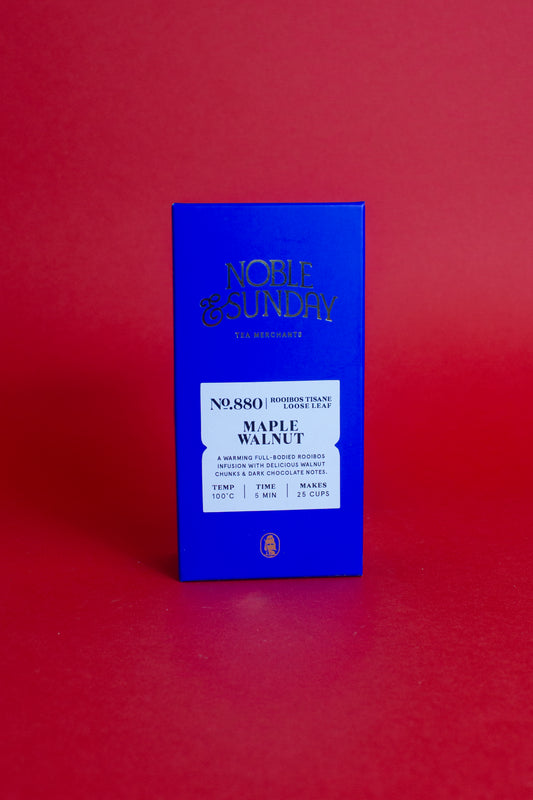 NOBLE
& SUNDAY
TEA MERCHANTS
No.880 | ROOIBOS TISANE
LOOSE LEAF
MAPLE
WALNUT
A WARMING FULL-BODIED ROOIBOS
INFUSION WITH DELICIOUS WALNUT
CHUNKS & DARK CHOCOLATE NOTES.
TEMP | TIME | MAKES
100°C | 5 MIN | 25 CUPS